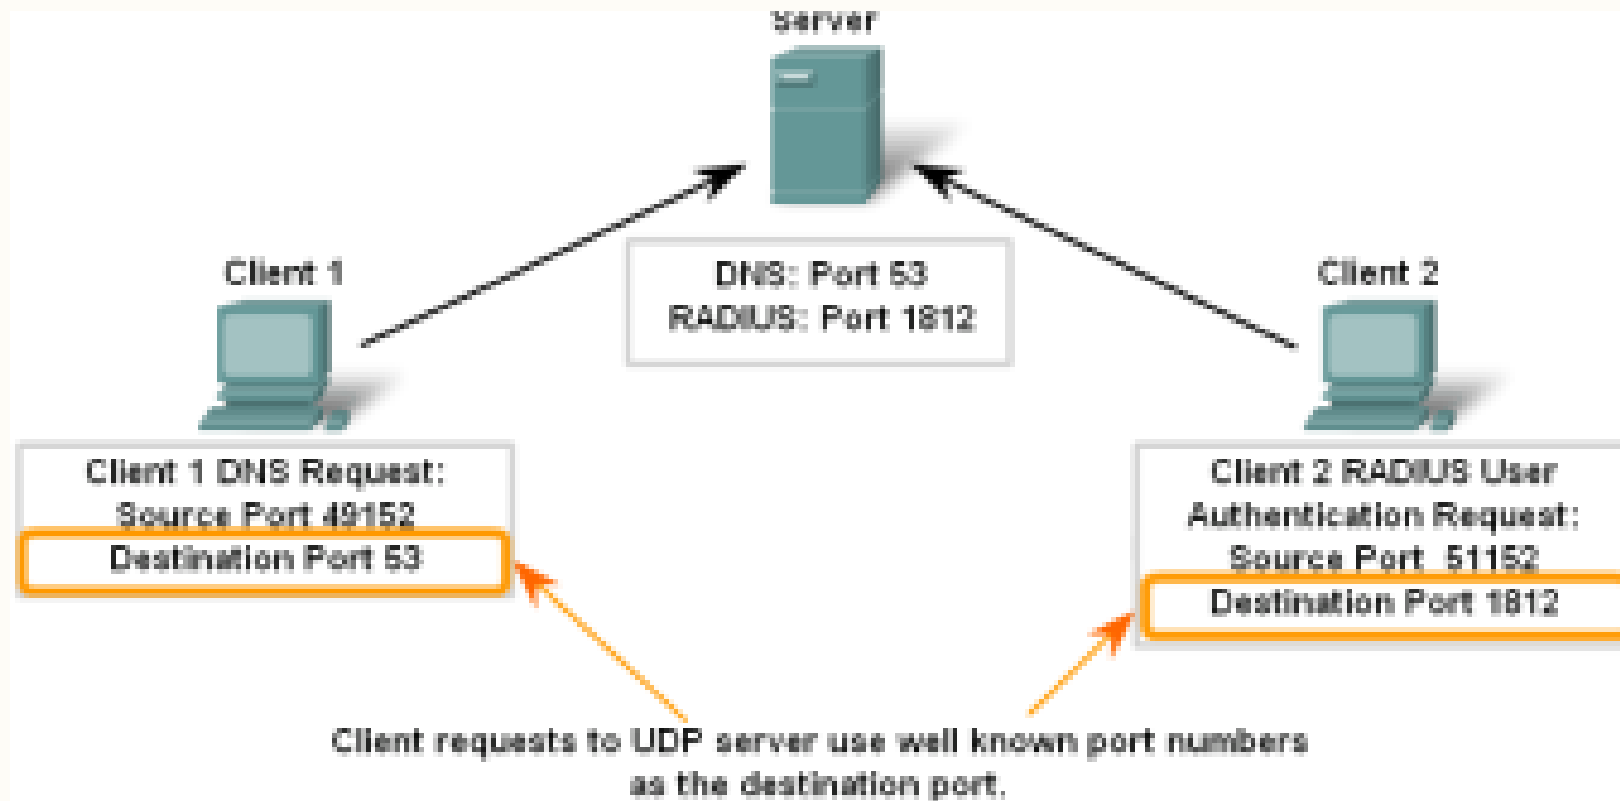 Server
Client 1
DNS: Port 53
RADIUS: Port 1812
Client 2
Client 1 DNS Request:
Source Port 49152
Destination Port 53
Client 2 RADIUS User
Authentication Request:
Source Port 51152
Destination Port 1812
Client requests to UDP server use well known port numbers
as the destination port.